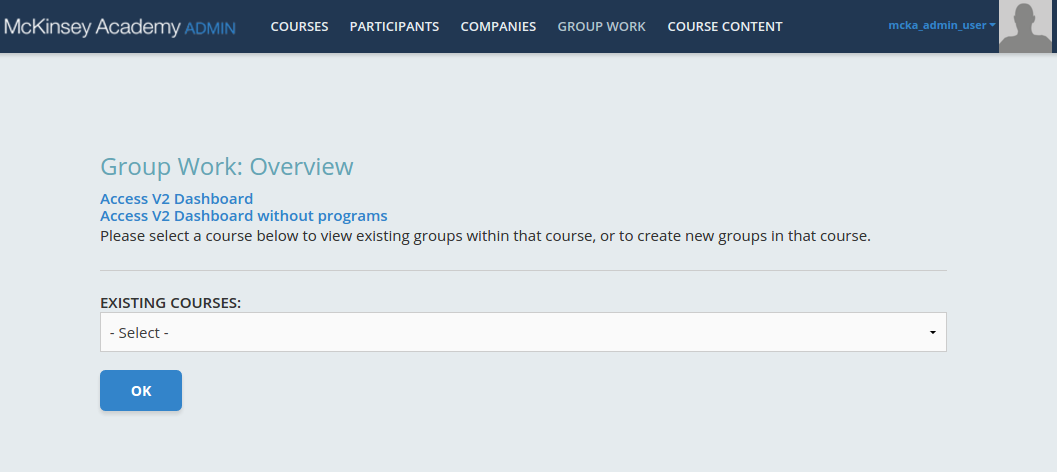 McKinsey Academy ADMIN
COURSES PARTICIPANTS COMPANIES GROUP WORK COURSE CONTENT
mcka_admin_user
Group Work: Overview
Access V2 Dashboard
Access V2 Dashboard without programs
Please select a course below to view existing groups within that course, or to create new groups in that course.
EXISTING COURSES:
- Select -
OK